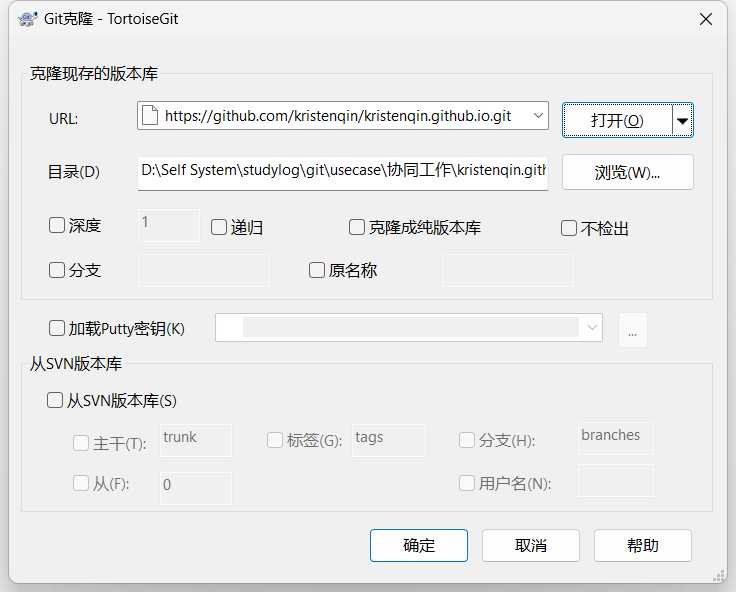 Git克隆 - TortoiseGit
克隆现存的版本库
URL: https://github.com/kristenqin/kristenqin.github.io.git 打开(O)
目录(D) D:\Self System\studylog\git\usecase\协同工作\kristenqin.gith 浏览(W)...
深度 1 递归 克隆成纯版本库 不检出
分支 原名称
加载Putty密钥(K) ...
从SVN版本库
从SVN版本库(S)
主干(T): trunk 标签(G): tags 分支(H): branches
从(F): 0 用户名(N):
确定 取消 帮助